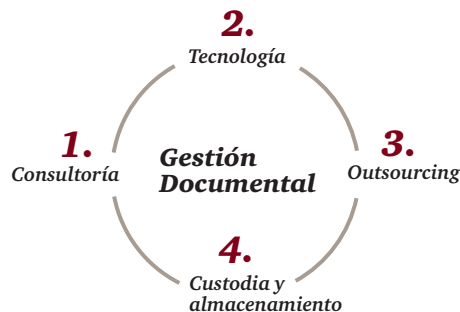 2.
Tecnología
1.
Consultoría
Gestión
Documental
3.
Outsourcing
4.
Custodia y
almacenamiento